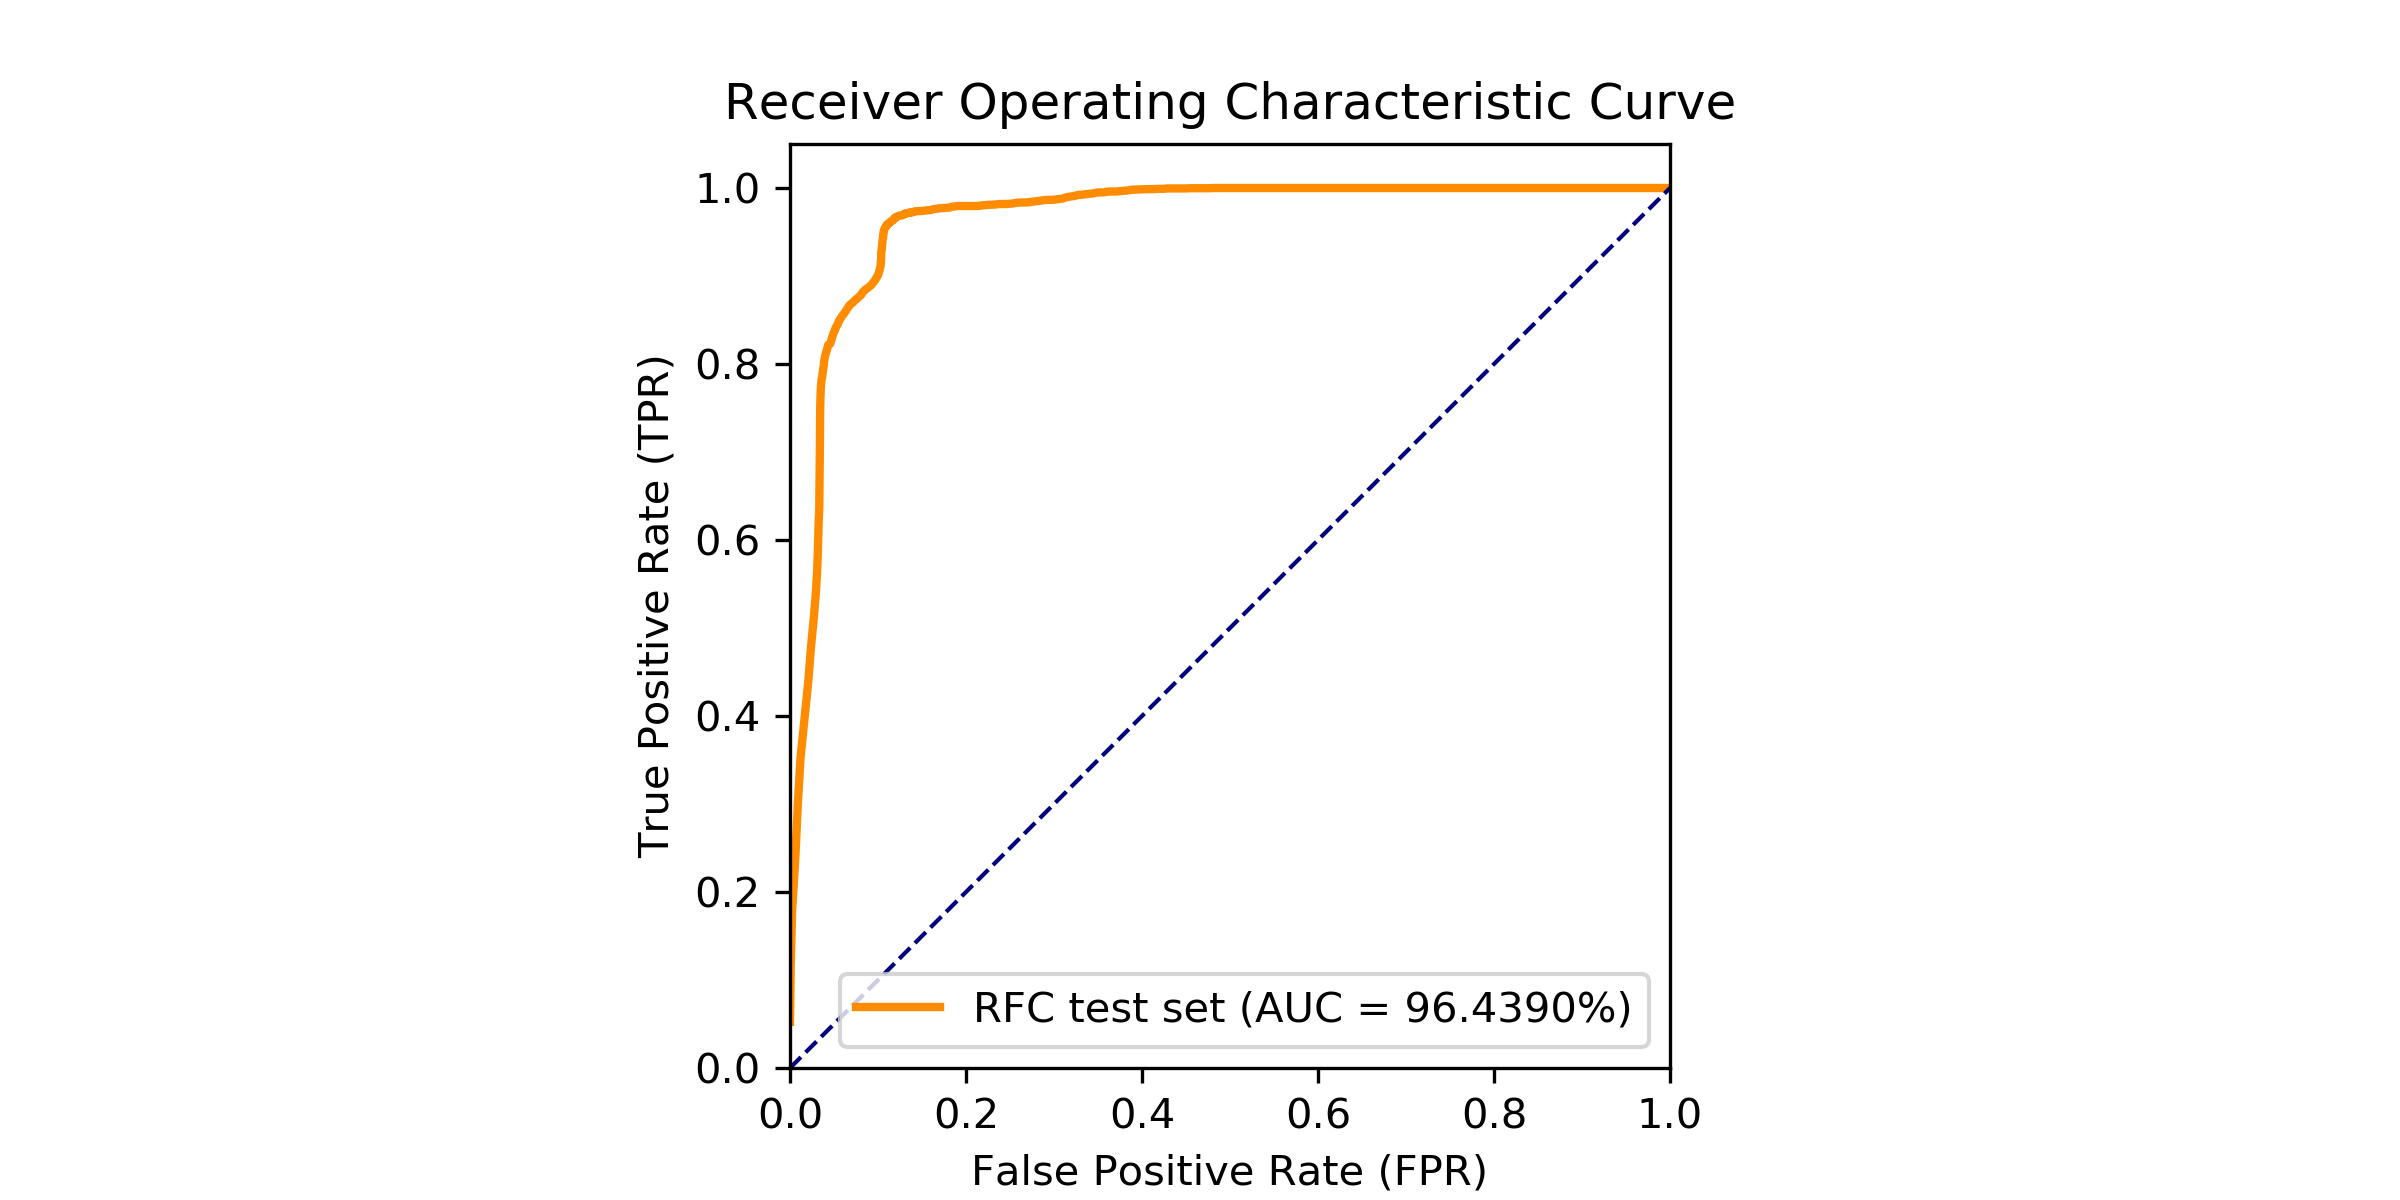 Receiver Operating Characteristic Curve
True Positive Rate (TPR)
1.0
0.8
0.6
0.4
0.2
0.0
RFC test set (AUC = 96.4390%)
0.0 0.2 0.4 0.6 0.8 1.0
False Positive Rate (FPR)